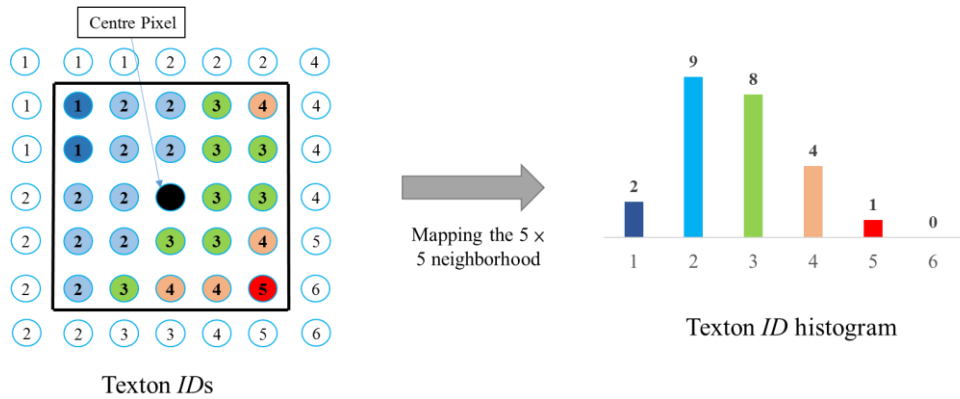 Centre Pixel
1 1 1 2 2 2 4
1 1 2 2 3 4 4
1 1 2 2 3 3 4
2 2 2 3 3 4
2 2 2 3 3 4 5
2 2 3 4 4 5 6
2 2 3 3 4 5 6
Texton IDs
Mapping the 5 ×
5 neighborhood
9
8
4
2
1
0
1 2 3 4 5 6
Texton ID histogram